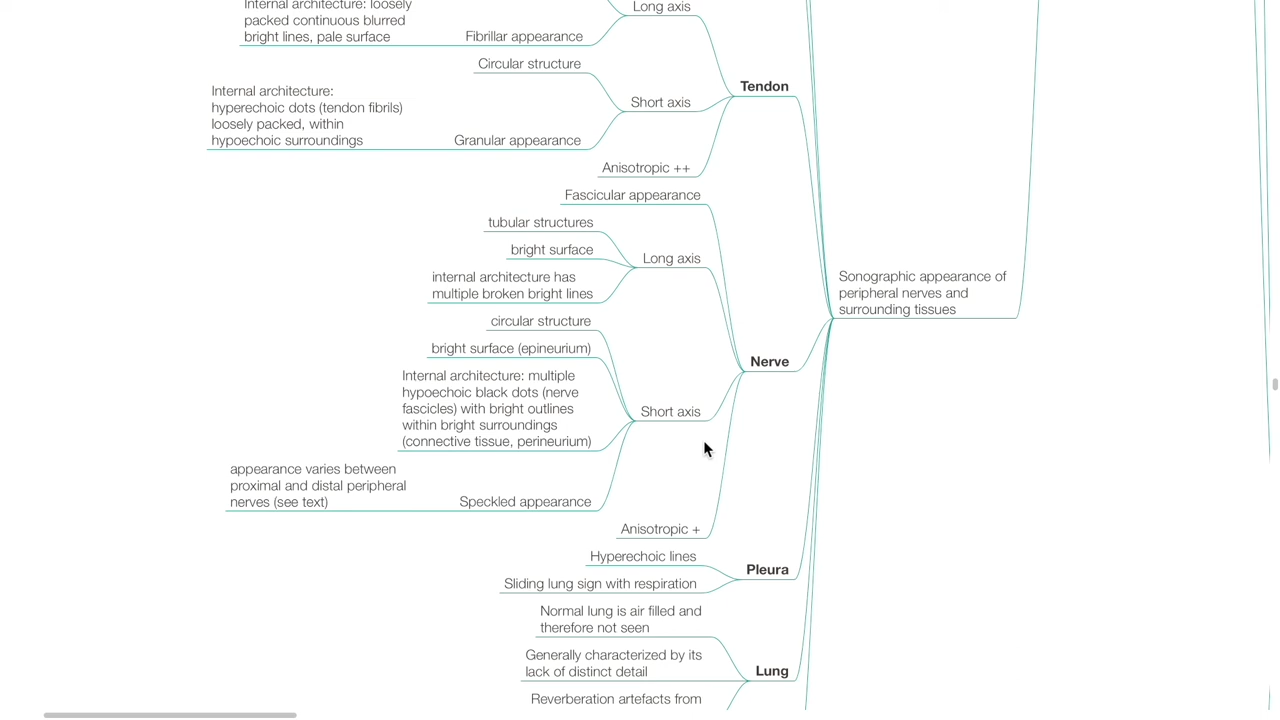 Internal architecture: loosely
packed continuous blurred
bright lines, pale surface
Fibrillar appearance
Long axis
Circular structure
Internal architecture:
hyperechoic dots (tendon fibrils)
loosely packed, within
hypoechoic surroundings
Granular appearance
Short axis
Anisotropic ++
Tendon
Fascicular appearance
tubular structures
bright surface
internal architecture has
multiple broken bright lines
Long axis
circular structure
bright surface (epineurium)
Internal architecture: multiple
hypoechoic black dots (nerve
fascicles) with bright outlines
within bright surroundings
(connective tissue, perineurium)
appearance varies between
proximal and distal peripheral
nerves (see text)
Speckled appearance
Short axis
Anisotropic +
Nerve
Sonographic appearance of
peripheral nerves and
surrounding tissues
Hyperechoic lines
Sliding lung sign with respiration
Pleura
Normal lung is air filled and
therefore not seen
Generally characterized by its
lack of distinct detail
Reverberation artefacts from
Lung